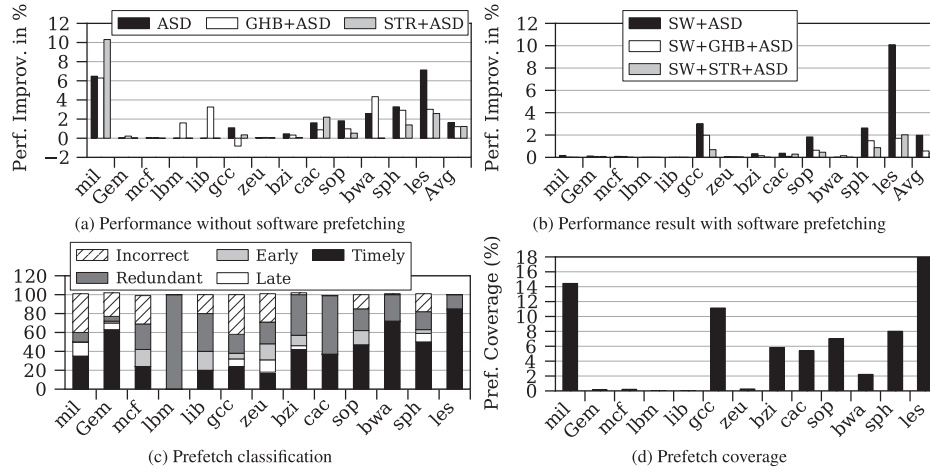 ASD GHB+ASD STR+ASD
Perf. Improv. in %
12
10
8
6
4
2
0
−2
mil Gem mcf lbm lib gcc zeu bzi cac sop bwa sph les Avg
(a) Performance without software prefetching
SW+ASD
SW+GHB+ASD
SW+STR+ASD
Perf. Improv. in %
12
10
8
6
4
2
0
mil Gem mcf lbm lib gcc zeu bzi cac sop bwa sph les Avg
(b) Performance result with software prefetching
Incorrect Early Timely
Redundant Late
120
100
80
60
40
20
0
mil Gem mcf lbm lib gcc zeu bzi cac sop bwa sph les
(c) Prefetch classification
Pref. Coverage (%)
18
16
14
12
10
8
6
4
2
0
mil Gem mcf lbm lib gcc zeu bzi cac sop bwa sph les
(d) Prefetch coverage